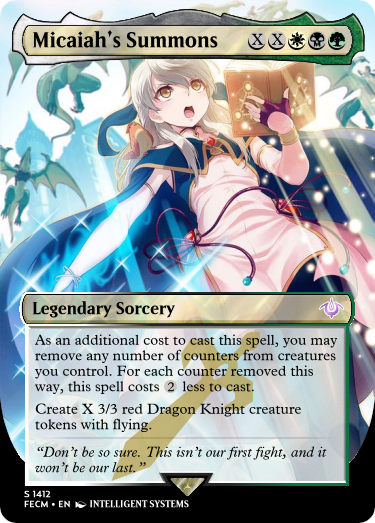 Micaiah's Summons X X
Legendary Sorcery
As an additional cost to cast this spell, you may
remove any number of counters from creatures
you control. For each counter removed this
way, this spell costs 2 less to cast.
Create X 3/3 red Dragon Knight creature
tokens with flying.
“Don't be so sure. This isn't our first fight, and it
won't be our last.”
S 1412
FECM • EN INTELLIGENT SYSTEMS